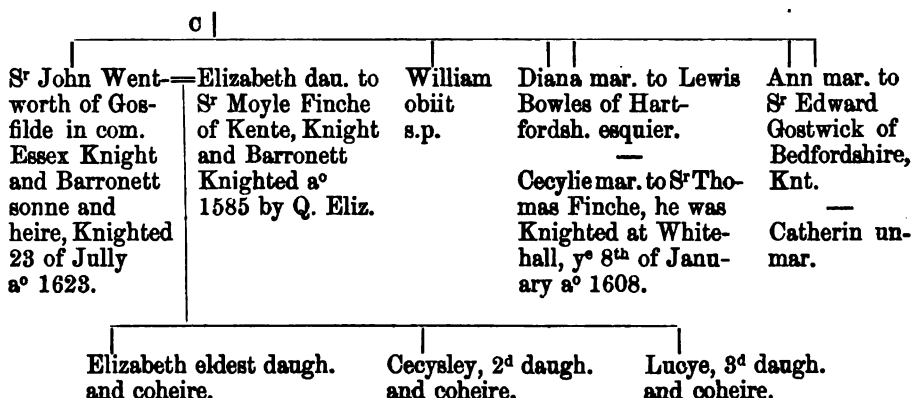 C
Sʳ John Went-
worth of Gos-
filde in com.
Essex Knight
and Barronett
sonne and
heire, Knighted
23 of Jully
aᵒ 1623.
Elizabeth dau. to
Sʳ Moyle Finche
of Kente, Knight
and Barronett
Knighted aᵒ
1585 by Q. Eliz.
William
obiit
s.p.
Diana mar. to Lewis
Bowles of Hart-
fordsh. esquier.
—
Cecylie mar. to Sʳ Tho-
mas Finche, he was
Knighted at White-
hall, yᵉ 8ᵗʰ of Janu-
ary aᵒ 1608.
Ann mar. to
Sʳ Edward
Gostwick of
Bedfordshire,
Knt.
—
Catherin un-
mar.
Elizabeth eldest daugh.
and coheire.
Cecysley, 2ᵈ daugh.
and coheire.
Lucye, 3ᵈ daugh.
and coheire.